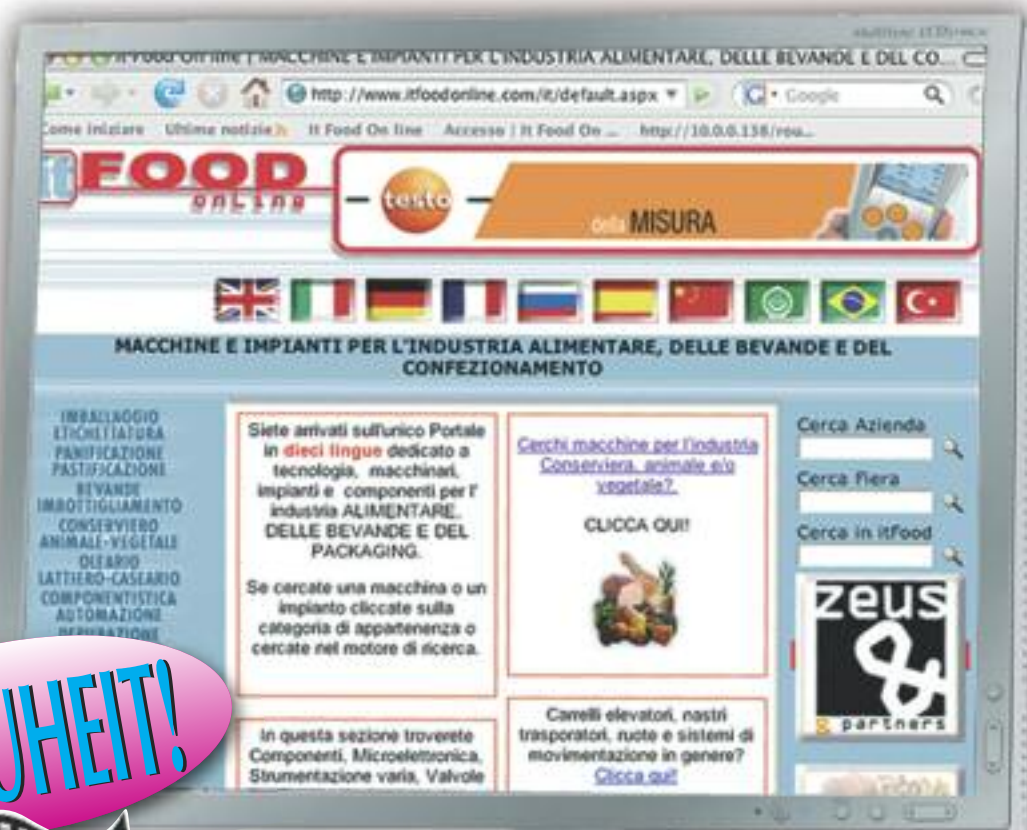 It Food On line | MACCHINE E IMPIANTI PER L'INDUSTRIA ALIMENTARE, DELLE BEVANDE E DEL CO...
http://www.itfoodonline.com/it/default.aspx
Google
Come iniziare Ultime notizie It Food On line Accesso | It Food On ... http://10.0.0.138/rou...
it FOOD
onLine
testo
della MISURA
MACCHINE E IMPIANTI PER L'INDUSTRIA ALIMENTARE, DELLE BEVANDE E DEL
CONFEZIONAMENTO
IMBALLAGGIO
ETICHETTATURA
PANIFICAZIONE
PASTIFICAZIONE
BEVANDE
IMBOTTIGLIAMENTO
CONSERVIERO
ANIMALE-VEGETALE
OLEARIO
LATTIERO-CASEARIO
COMPONENTISTICA
AUTOMAZIONE
DEPURAZIONE
Siete arrivati sull'unico Portale
in dieci lingue dedicato a
tecnologia, macchinari,
impianti e componenti per l'
industria ALIMENTARE,
DELLE BEVANDE E DEL
PACKAGING.
Se cercate una macchina o un
impianto cliccate sulla
categoria di appartenenza o
cercate nel motore di ricerca.
In questa sezione troverete
Componenti, Microelettronica,
Strumentazione varia, Valvole
Cerchi macchine per l'industria
Conserviera, animale e/o
vegetale?
CLICCA QUI!
Carrelli elevatori, nastri
trasporatori, ruote e sistemi di
movimentazione in genere?
Clicca qui!
Cerca Azienda
Cerca Fiera
Cerca in itfood
zeus
&
& partners
UHEIT!